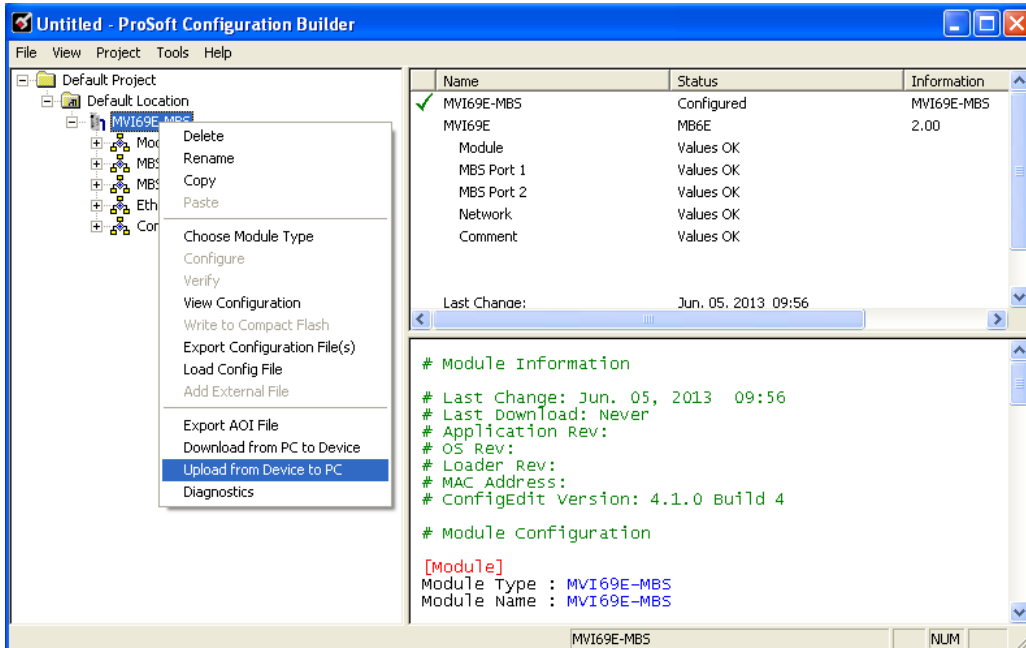 Untitled - ProSoft Configuration Builder
File View Project Tools Help
Default Project
Default Location
MVI69E-MBS
Mod
MBS
MBS
Eth
Cor
Delete
Rename
Copy
Paste
Choose Module Type
Configure
Verify
View Configuration
Write to Compact Flash
Export Configuration File(s)
Load Config File
Add External File
Export AOI File
Download from PC to Device
Upload from Device to PC
Diagnostics
Name Status Information
MVI69E-MBS Configured MVI69E-MBS
MVI69E MB6E 2.00
Module Values OK
MBS Port 1 Values OK
MBS Port 2 Values OK
Network Values OK
Comment Values OK
Last Change: Jun. 05. 2013 09:56
# Module Information
# Last Change: Jun. 05, 2013 09:56
# Last Download: Never
# Application Rev:
# OS Rev:
# Loader Rev:
# MAC Address:
# ConfigEdit Version: 4.1.0 Build 4
# Module Configuration
[Module]
Module Type : MVI69E-MBS
Module Name : MVI69E-MBS
MVI69E-MBS NUM